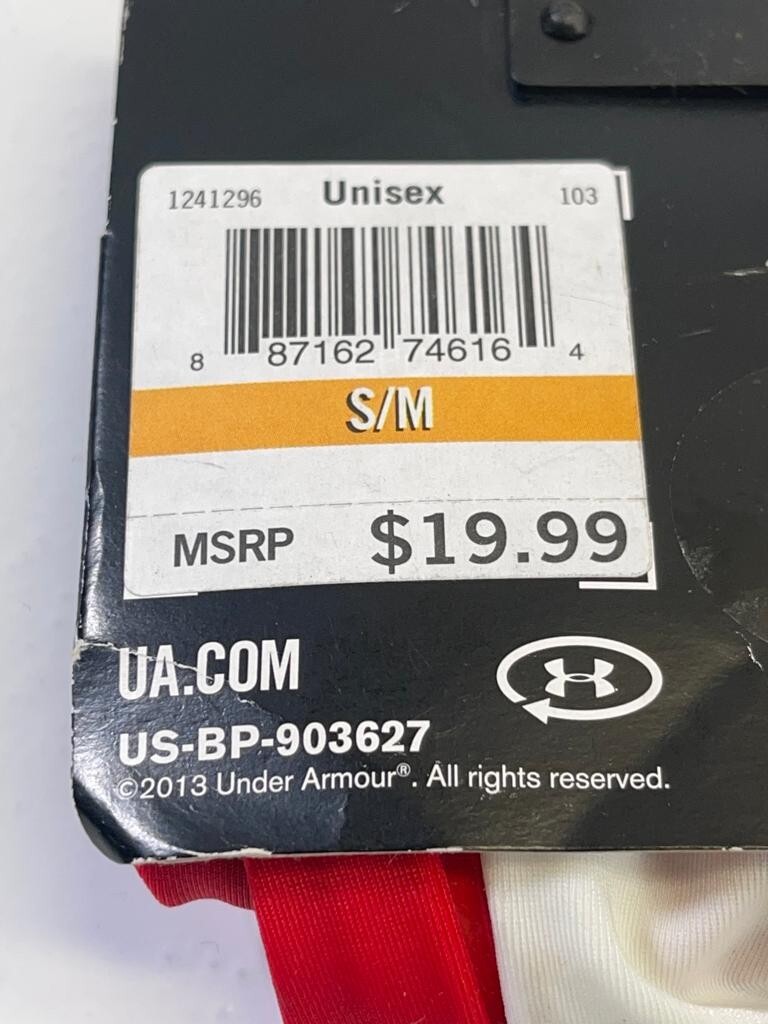 1241296 Unisex 103
8 87162 74616 4
S/M
MSRP $19.99
UA.COM
US-BP-903627
©2013 Under Armour®. All rights reserved.